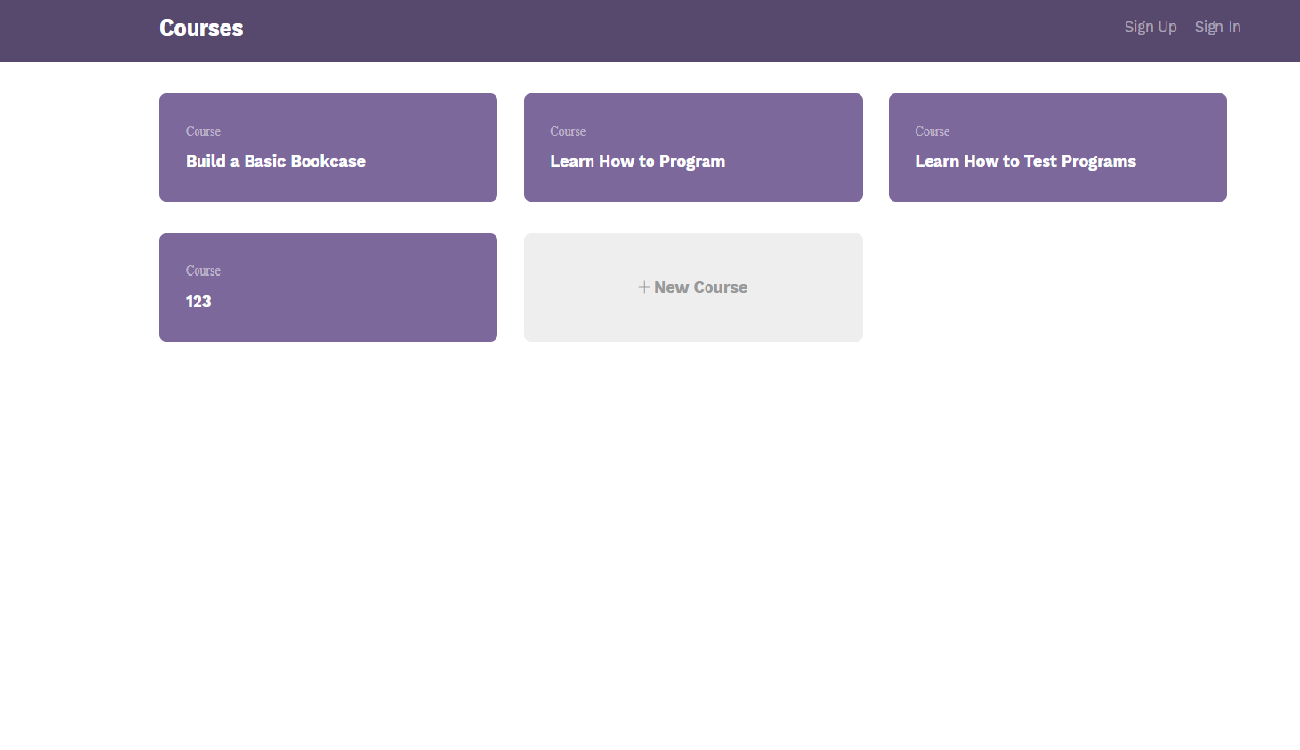 Courses
Sign Up
Sign In
Course
Build a Basic Bookcase
Course
Learn How to Program
Course
Learn How to Test Programs
Course
123
+ New Course